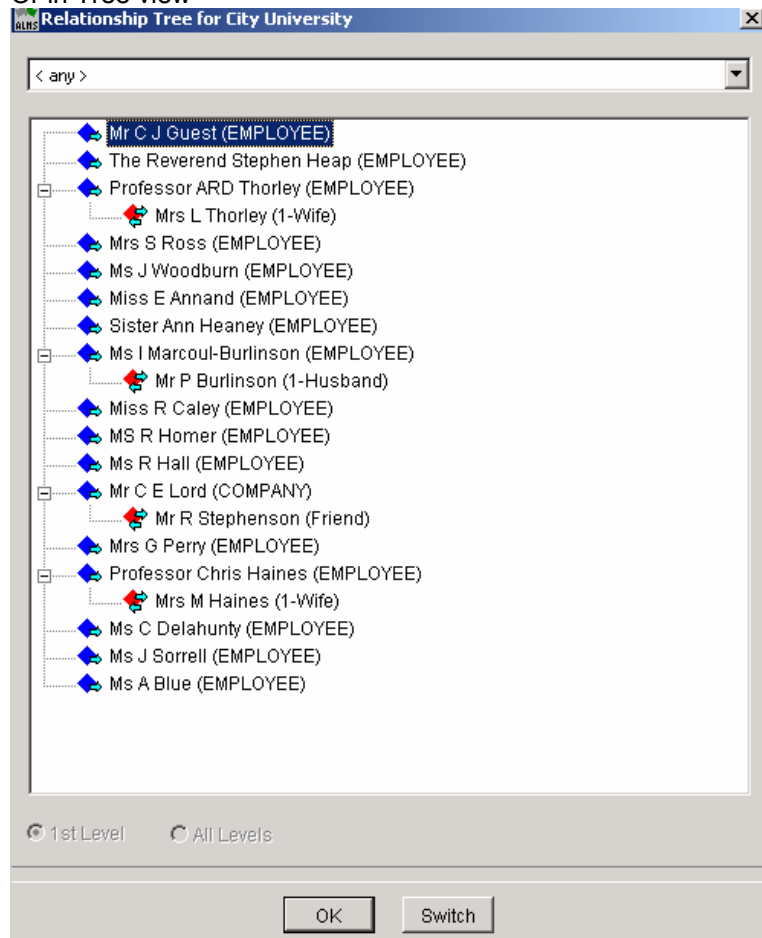 Or in Tree view
ALMS Relationship Tree for City University
< any >
Mr C J Guest (EMPLOYEE)
The Reverend Stephen Heap (EMPLOYEE)
Professor ARD Thorley (EMPLOYEE)
Mrs L Thorley (1-Wife)
Mrs S Ross (EMPLOYEE)
Ms J Woodburn (EMPLOYEE)
Miss E Annand (EMPLOYEE)
Sister Ann Heaney (EMPLOYEE)
Ms I Marcoul-Burlinson (EMPLOYEE)
Mr P Burlinson (1-Husband)
Miss R Caley (EMPLOYEE)
MS R Homer (EMPLOYEE)
Ms R Hall (EMPLOYEE)
Mr C E Lord (COMPANY)
Mr R Stephenson (Friend)
Mrs G Perry (EMPLOYEE)
Professor Chris Haines (EMPLOYEE)
Mrs M Haines (1-Wife)
Ms C Delahunty (EMPLOYEE)
Ms J Sorrell (EMPLOYEE)
Ms A Blue (EMPLOYEE)
1st Level All Levels
OK Switch